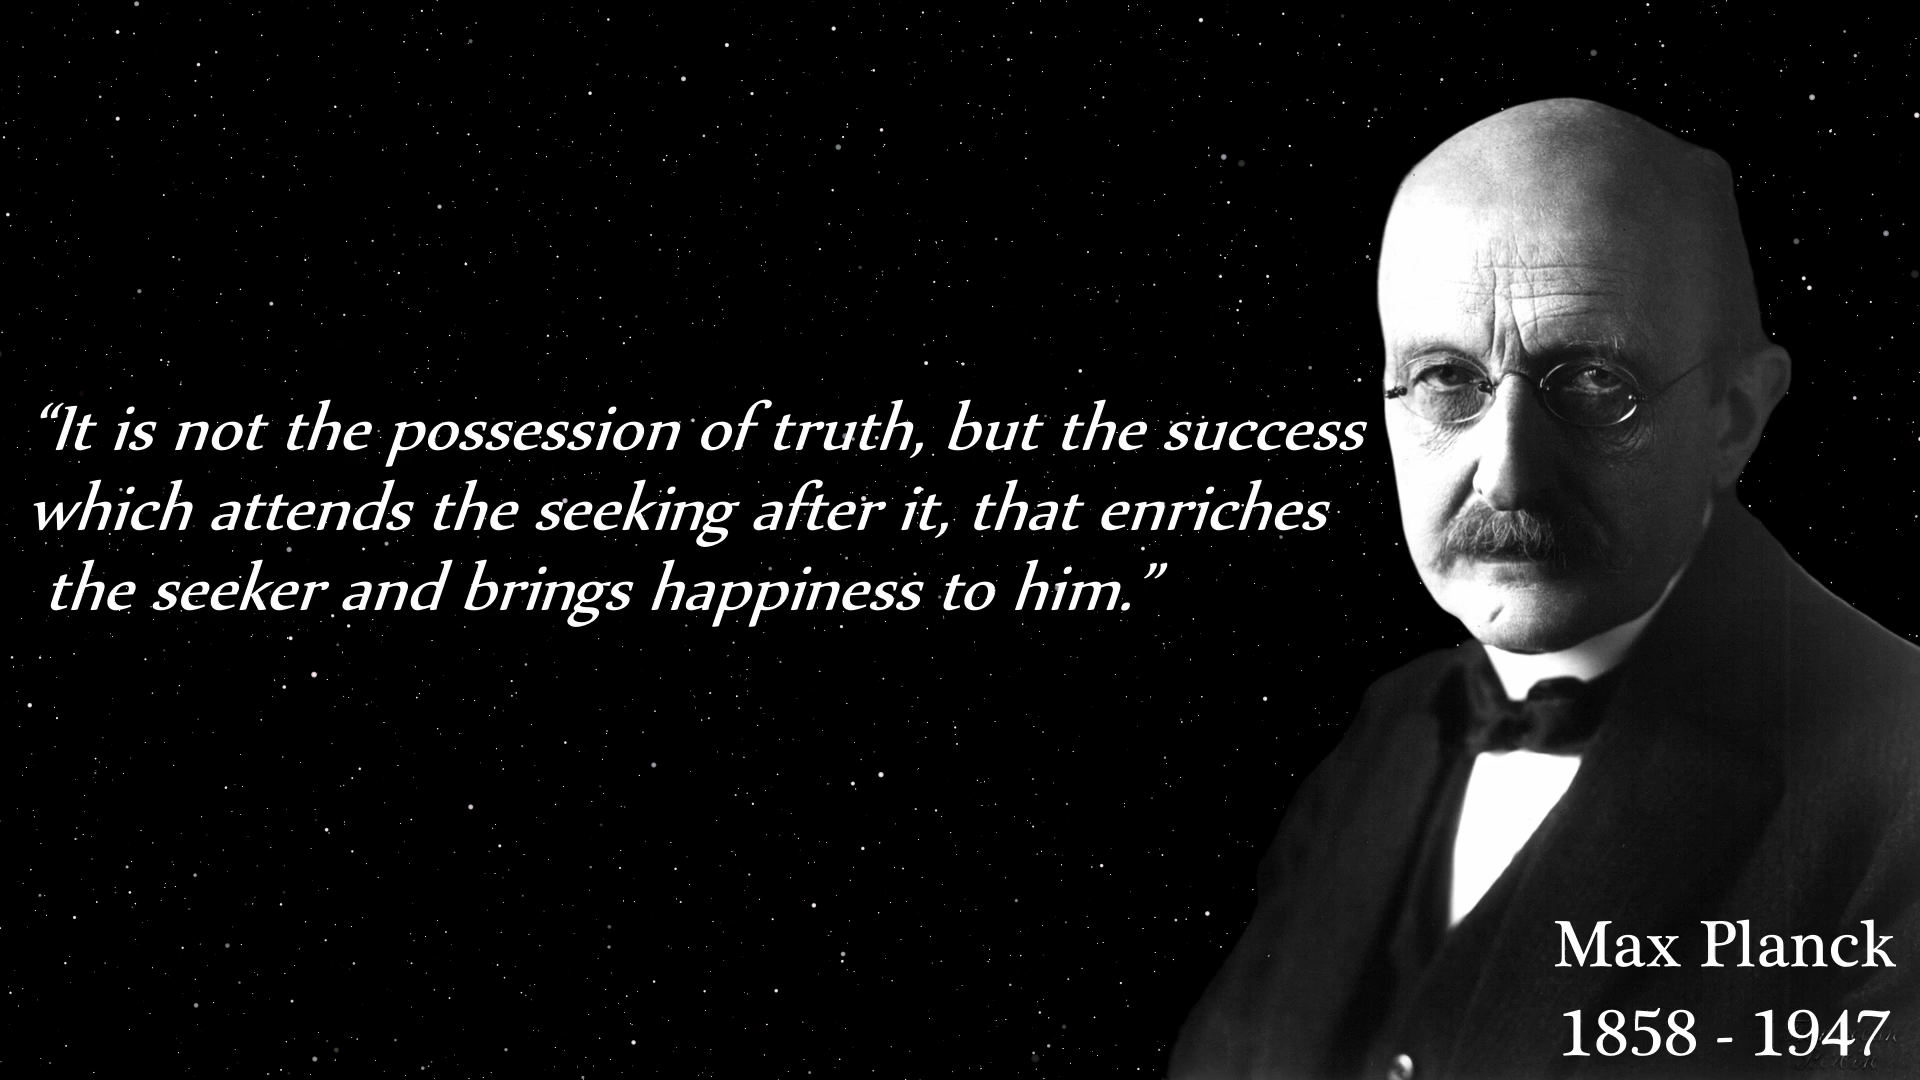 “It is not the possession of truth, but the success
which attends the seeking after it, that enriches
the seeker and brings happiness to him.”
Max Planck
1858 - 1947